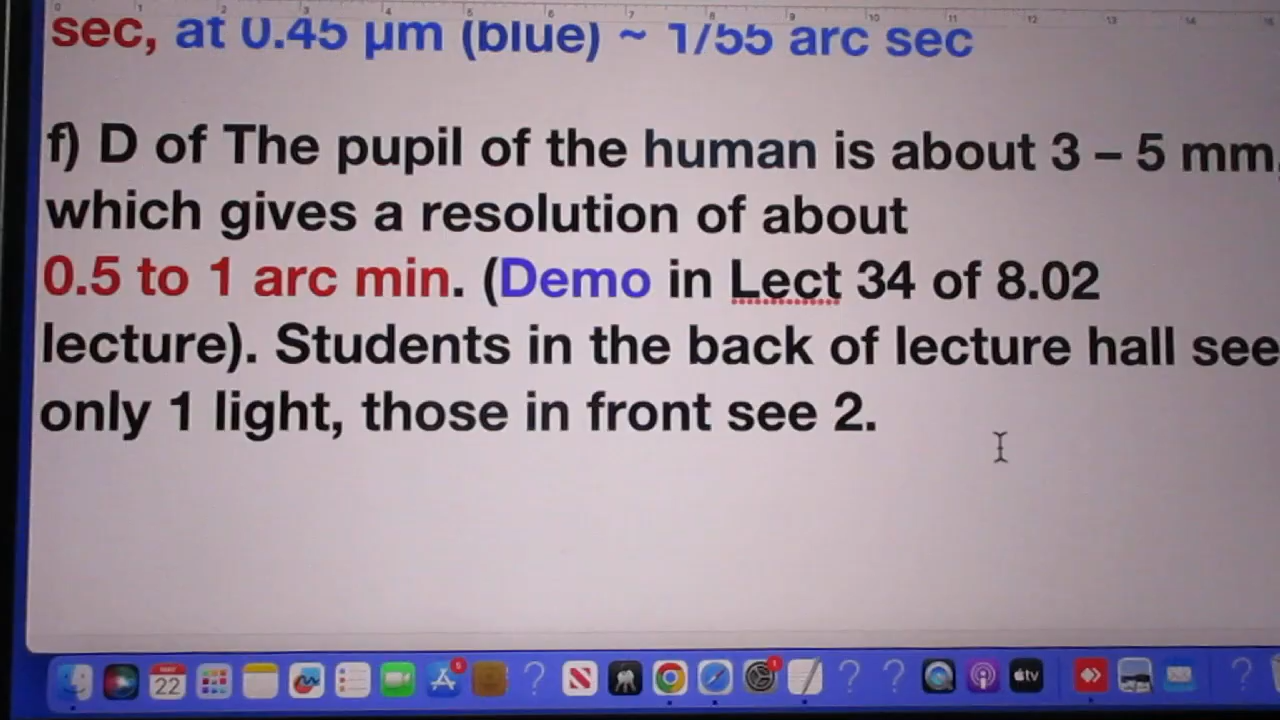 sec, at 0.45 µm (blue) ~ 1/55 arc sec
f) D of The pupil of the human is about 3 – 5 mm,
which gives a resolution of about
0.5 to 1 arc min. (Demo in Lect 34 of 8.02
lecture). Students in the back of lecture hall see
only 1 light, those in front see 2.